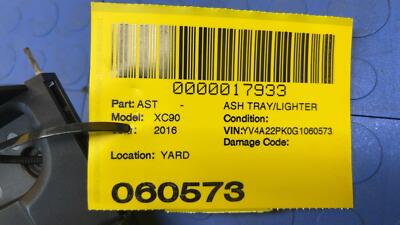 0000017933
Part: AST - ASH TRAY/LIGHTER
Model: XC90 Condition:
2016 VIN:YV4A22PK0G1060573
Damage Code:
Location: YARD
060573